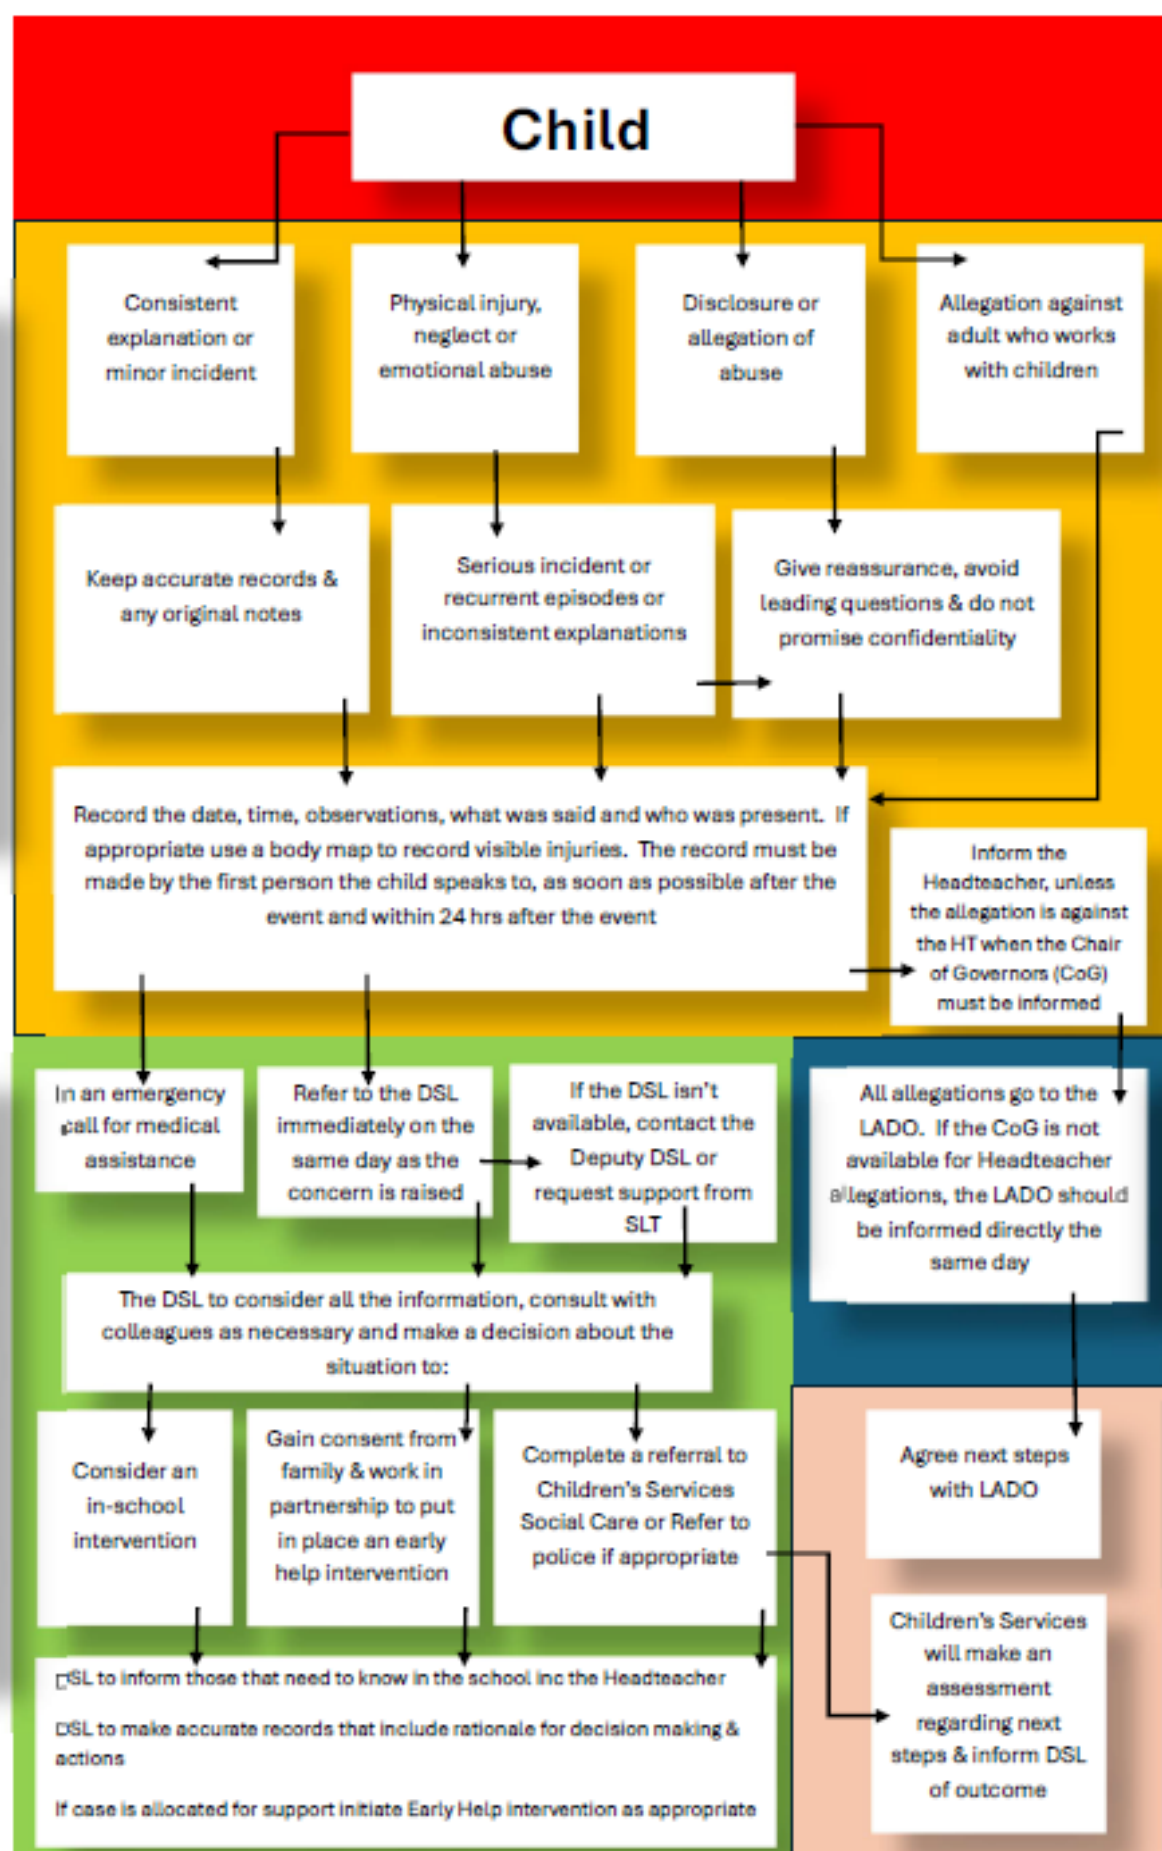 Child
Consistent
explanation or
minor incident
Physical injury,
neglect or
emotional abuse
Disclosure or
allegation of
abuse
Allegation against
adult who works
with children
Keep accurate records &
any original notes
Serious incident or
recurrent episodes or
inconsistent explanations
Give reassurance, avoid
leading questions & do not
promise confidentiality
Record the date, time, observations, what was said and who was present. If
appropriate use a body map to record visible injuries. The record must be
made by the first person the child speaks to, as soon as possible after the
event and within 24 hrs after the event
Inform the
Headteacher, unless
the allegation is against
the HT when the Chair
of Governors (CoG)
must be informed
In an emergency
call for medical
assistance
Refer to the DSL
immediately on the
same day as the
concern is raised
If the DSL isn't
available, contact the
Deputy DSL or
request support from
SLT
All allegations go to the
LADO. If the CoG is not
available for Headteacher
allegations, the LADO should
be informed directly the
same day
The DSL to consider all the information, consult with
colleagues as necessary and make a decision about the
situation to:
Consider an
in-school
intervention
Gain consent from
family & work in
partnership to put
in place an early
help intervention
Complete a referral to
Children's Services
Social Care or Refer to
police if appropriate
Agree next steps
with LADO
Children's Services
will make an
assessment
regarding next
steps & inform DSL
of outcome
DSL to inform those that need to know in the school inc the Headteacher
DSL to make accurate records that include rationale for decision making &
actions
If case is allocated for support initiate Early Help intervention as appropriate